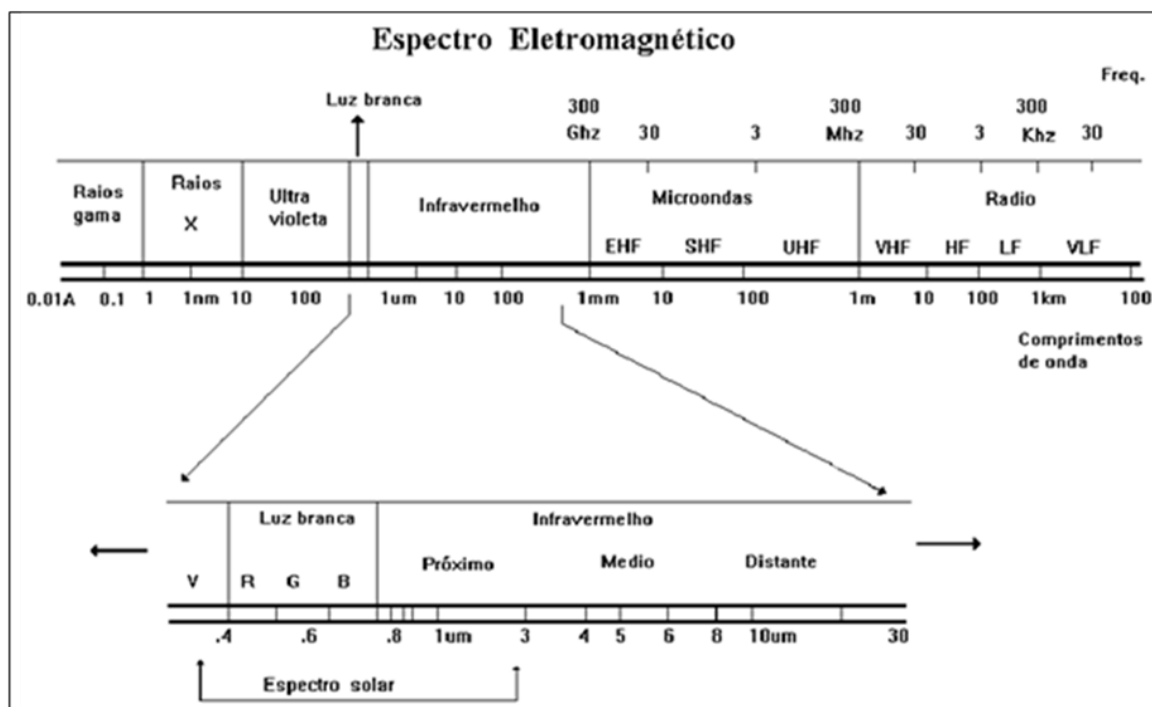 Espectro Eletromagnético
Freq.
Luz branca
300 300 300
Ghz 30 3 Mhz 30 3 Khz 30
Raios gama
Raios X
Ultra violeta
Infravermelho
Microondas
Radio
EHF SHF UHF VHF HF LF VLF
0.01A 0.1 1 1nm 10 100 1um 10 100 1mm 10 100 1m 10 100 1km 100
Comprimentos
de onda
Luz branca Infravermelho
Próximo Medio Distante
V R G B
.4 .6 .8 1um 3 4 5 6 8 10um 30
Espectro solar